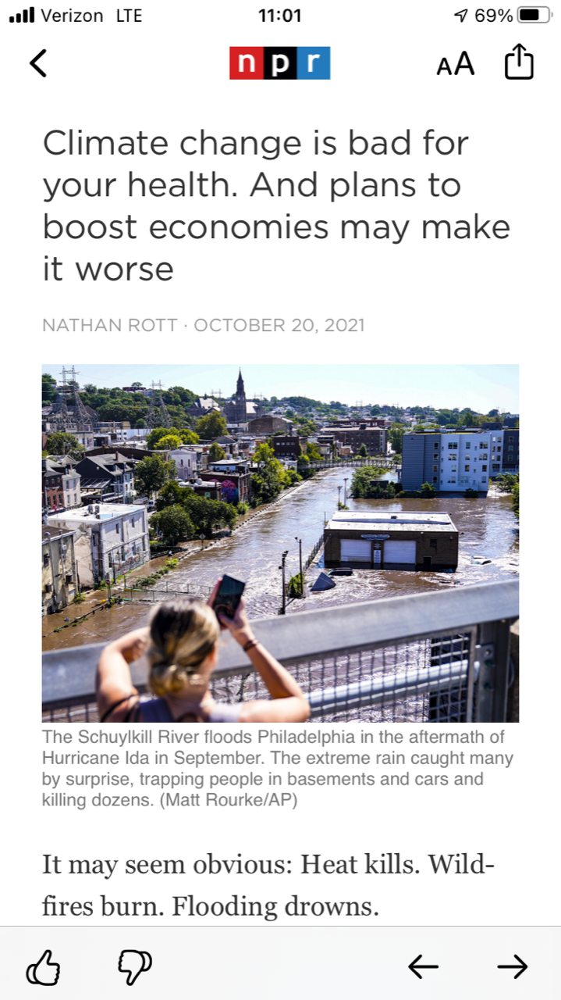 Verizon LTE 11:01 69%
npr
AA
Climate change is bad for
your health. And plans to
boost economies may make
it worse
NATHAN ROTT · OCTOBER 20, 2021
The Schuylkill River floods Philadelphia in the aftermath of
Hurricane Ida in September. The extreme rain caught many
by surprise, trapping people in basements and cars and
killing dozens. (Matt Rourke/AP)
It may seem obvious: Heat kills. Wild-
fires burn. Flooding drowns.